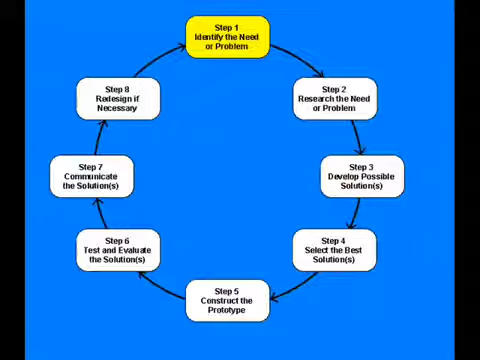 Step 1
Identify the Need
or Problem
Step 2
Research the Need
or Problem
Step 3
Develop Possible
Solution(s)
Step 4
Select the Best
Solution(s)
Step 5
Construct the
Prototype
Step 6
Test and Evaluate
the Solution(s)
Step 7
Communicate
the Solution(s)
Step 8
Redesign if
Necessary